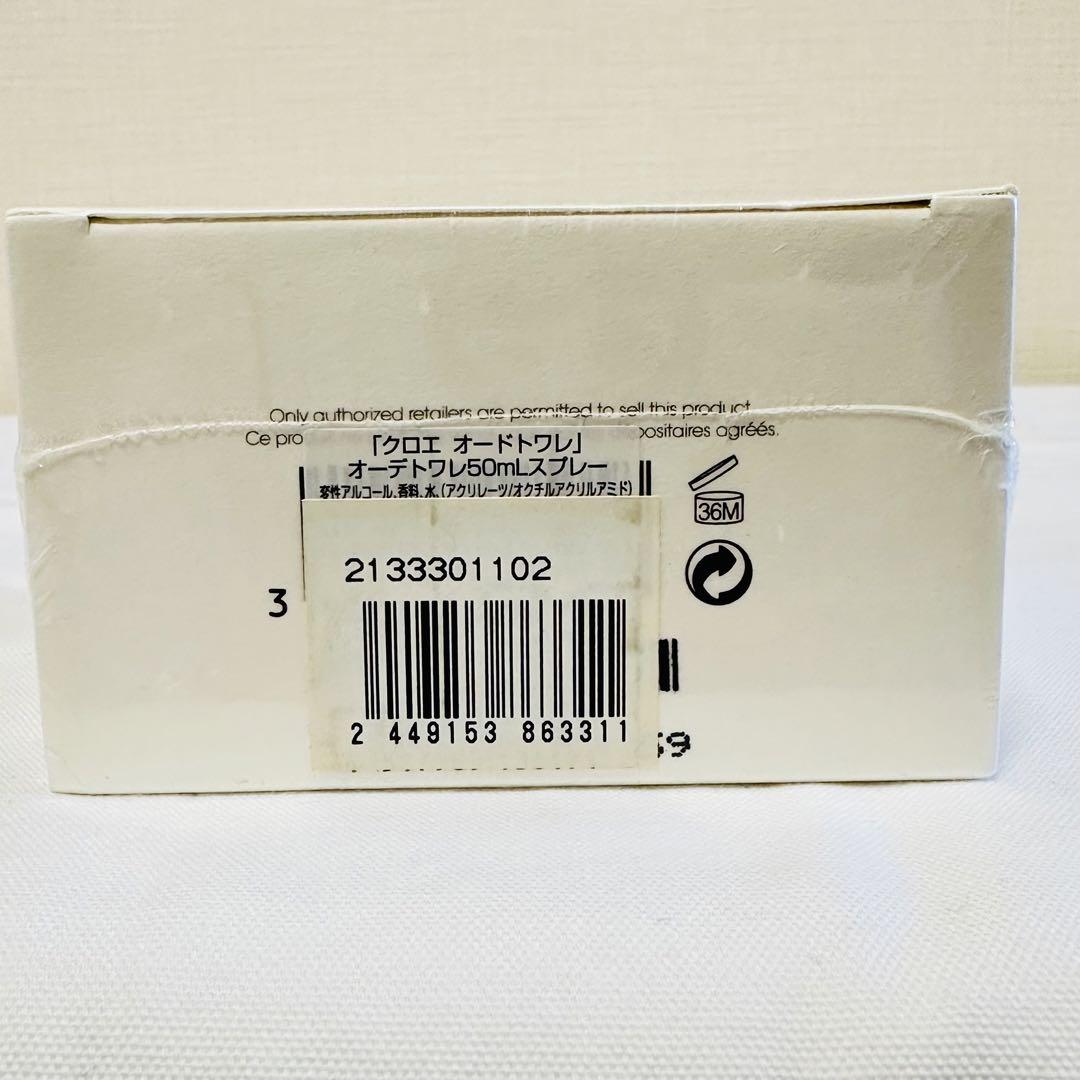 Only authorized retailers are permitted to sell this product
Ce pro
positaires agréés.
「クロエ オードトワレ」
オーデトワレ50mLスプレー
変性アルコール、香料、水、(アクリレーツ/オクチルアクリルアミド)
36M
2133301102
3
2 449153 863311
59